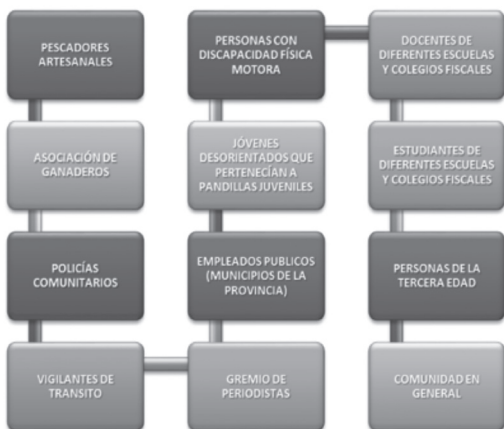 PESCADORES
ARTESANALES
ASOCIACIÓN DE
GANADEROS
POLICÍAS
COMUNITARIOS
VIGILANTES DE
TRANSITO
GREMIO DE
PERIODISTAS
EMPLEADOS PUBLICOS
(MUNICIPIOS DE LA
PROVINCIA)
JÓVENES
DESORIENTADOS QUE
PERTENECÍAN A
PANDILLAS JUVENILES
PERSONAS CON
DISCAPACIDAD FÍSICA
MOTORA
DOCENTES DE
DIFERENTES ESCUELAS
Y COLEGIOS FISCALES
ESTUDIANTES DE
DIFERENTES ESCUELAS
Y COLEGIOS FISCALES
PERSONAS DE LA
TERCERA EDAD
COMUNIDAD EN
GENERAL